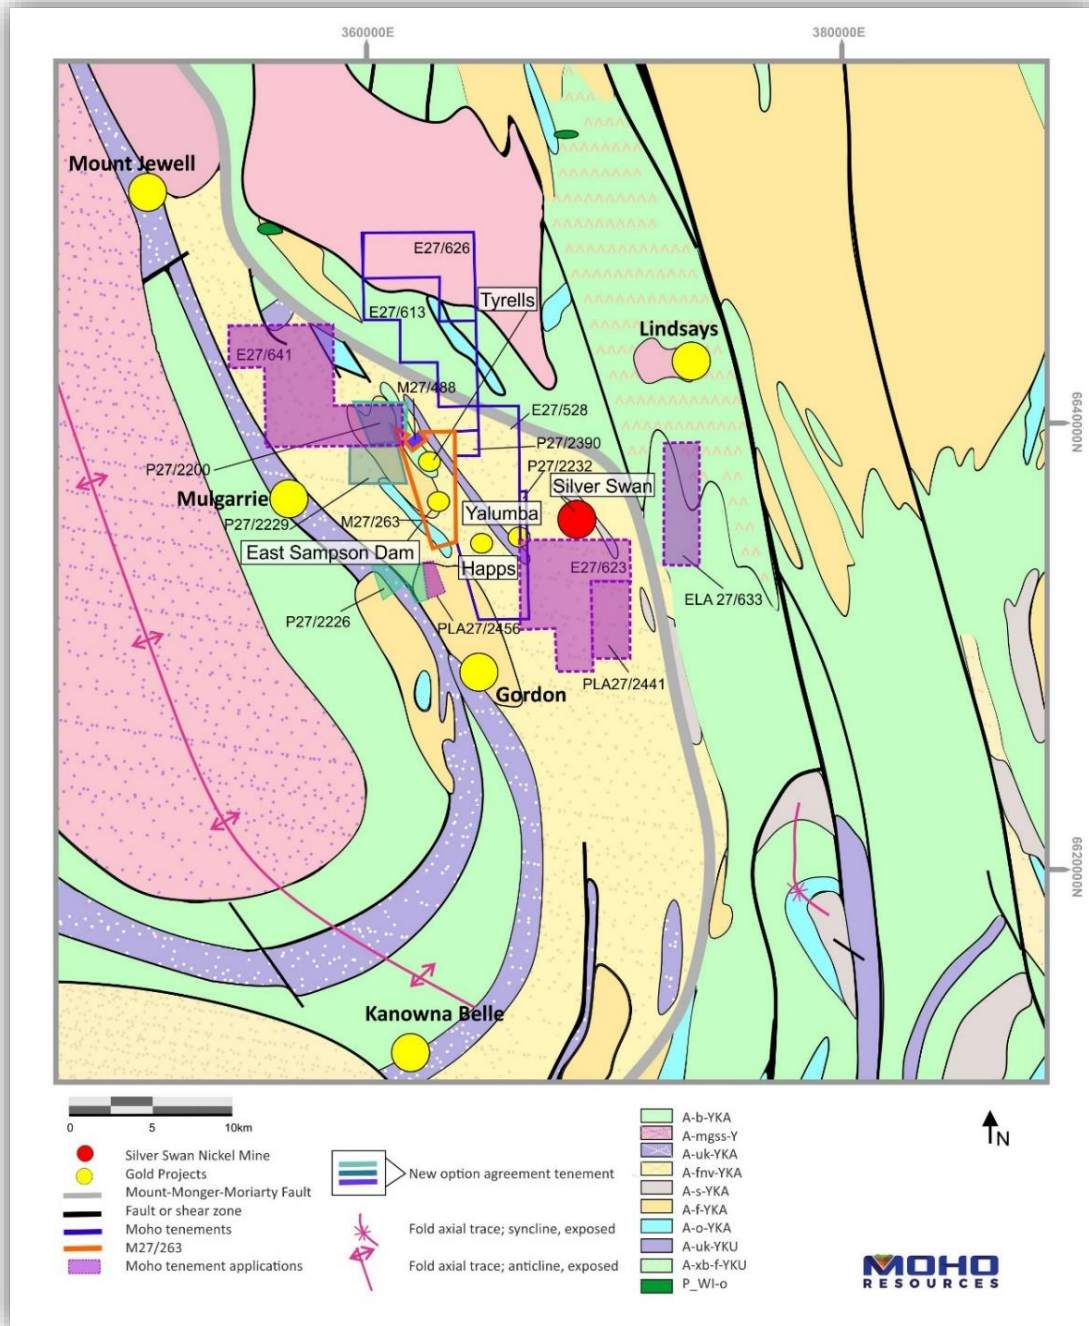 360000E
380000E
Mount Jewell
E27/626
Tyrells
E27/613
Lindsays
E27/641
M27/488
E27/528
6640000N
P27/2390
P27/2200
P27/2232
Silver Swan
Mulgarrie
P27/2229
M27/263
Yalumba
East Sampson Dam
Happs
E27/623
ELA 27/633
P27/2226
PLA27/2456
PLA27/2441
Gordon
6620000N
Kanowna Belle
0 5 10km
Silver Swan Nickel Mine
Gold Projects
Mount-Monger-Moriarty Fault
Fault or shear zone
Moho tenements
M27/263
Moho tenement applications
New option agreement tenement
Fold axial trace; syncline, exposed
Fold axial trace; anticline, exposed
A-b-YKA
A-mgss-Y
A-uk-YKA
A-fnv-YKA
A-s-YKA
A-f-YKA
A-o-YKA
A-uk-YKU
A-xb-f-YKU
P_WI-o
N
MOHO
RESOURCES